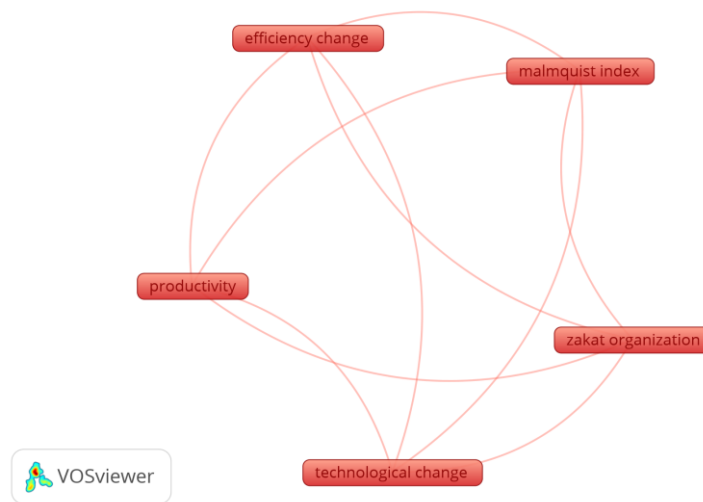 efficiency change
malmquist index
productivity
zakat organization
technological change
VOSviewer